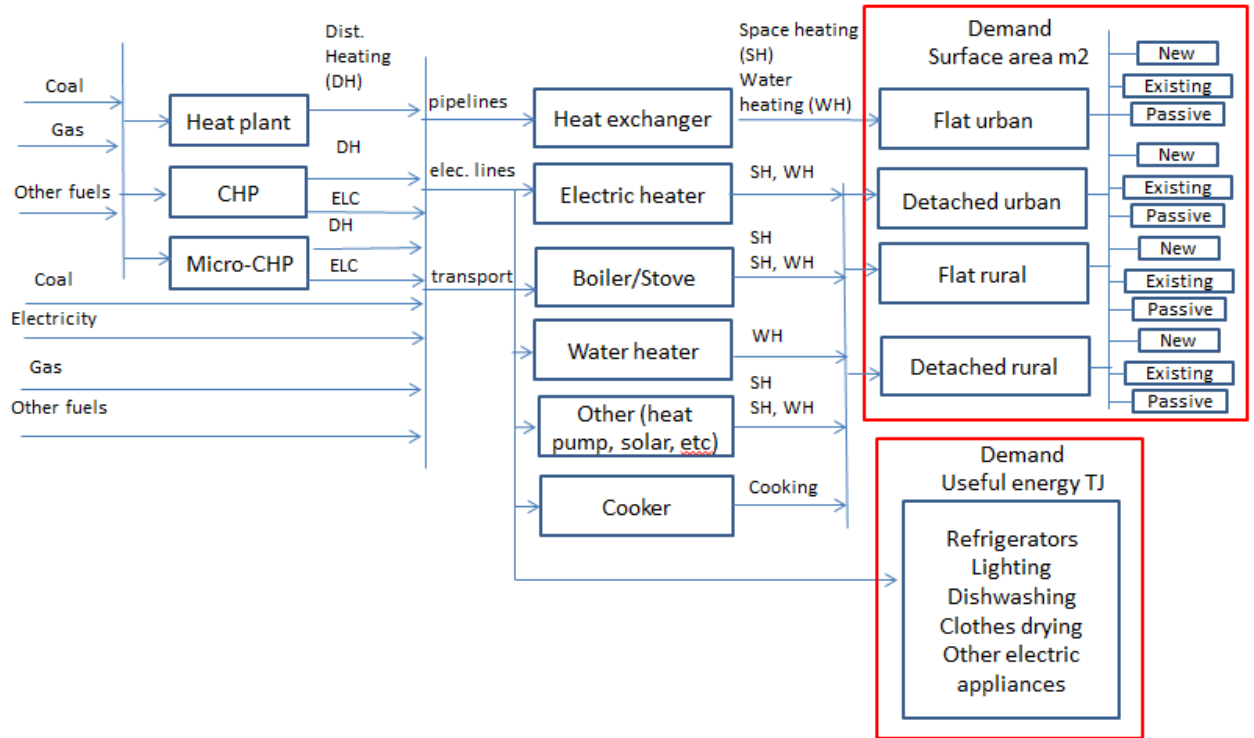 Dist.
Heating
(DH)
Coal
Gas
Other fuels
Heat plant
CHP
Micro-CHP
DH
ELC
DH
ELC
Coal
Electricity
Gas
Other fuels
pipelines
elec. lines
transport
Heat exchanger
Electric heater
Boiler/Stove
Water heater
Other (heat
pump, solar, etc)
Cooker
Space heating
(SH)
Water
heating (WH)
SH, WH
SH
SH, WH
WH
SH
SH, WH
Cooking
Demand
Surface area m2
Flat urban
Detached urban
Flat rural
Detached rural
New
Existing
Passive
New
Existing
Passive
New
Existing
Passive
New
Existing
Passive
Demand
Useful energy TJ
Refrigerators
Lighting
Dishwashing
Clothes drying
Other electric
appliances